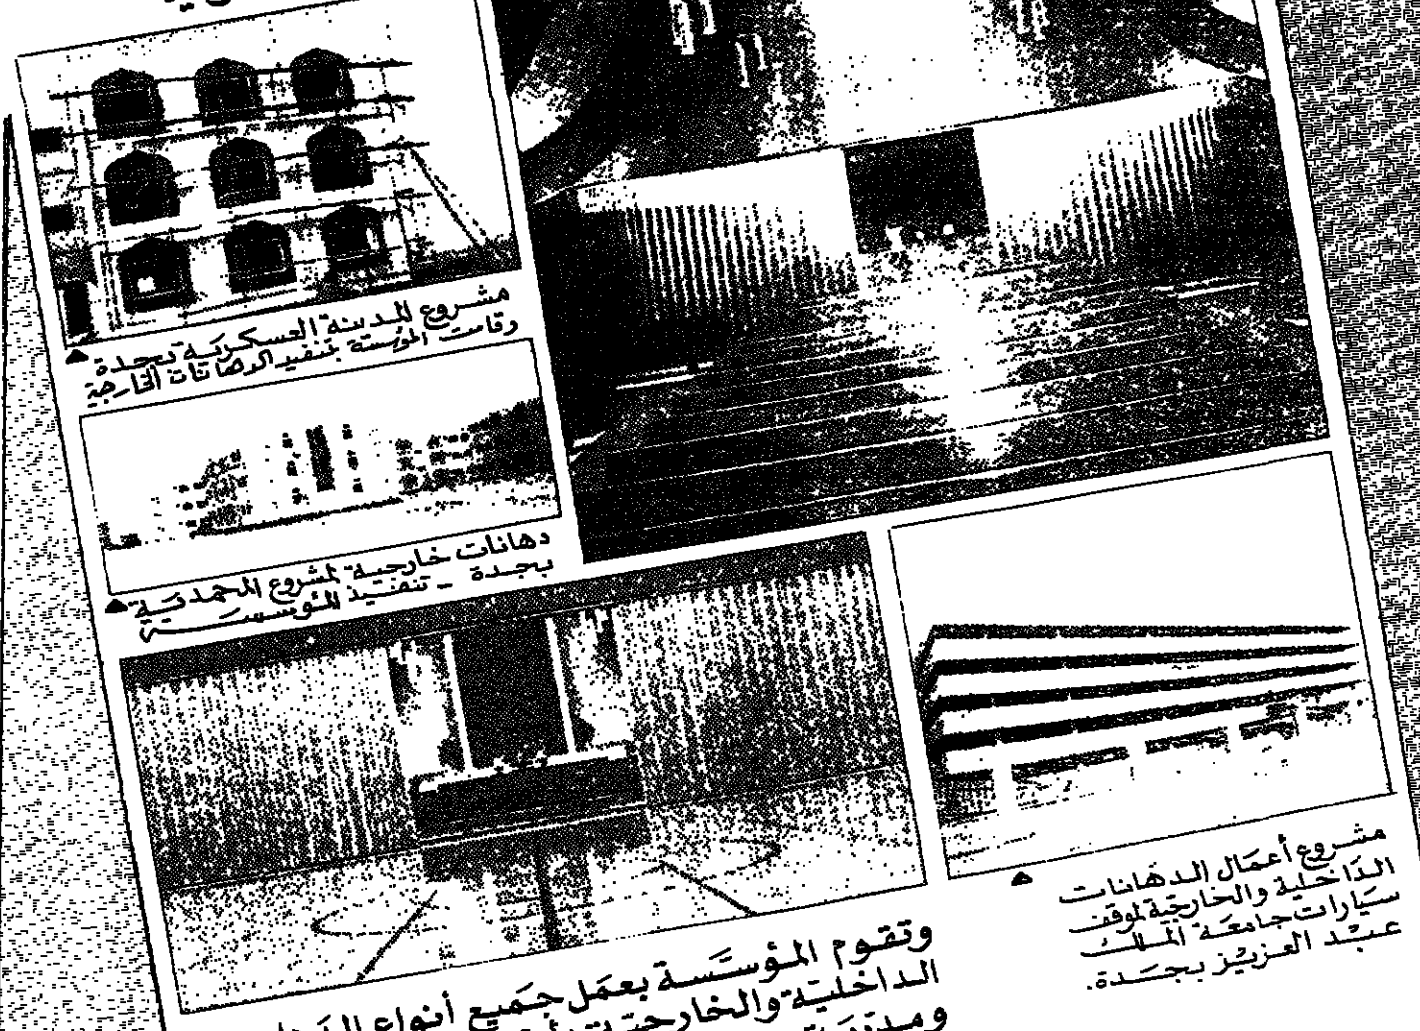 مشروع المدينة العسكرية بجدة
وقامت المؤسسة بتنفيذ الدهانات الخارجية
دهانات خارجية لمشروع المحمدية
بجدة - تنفيذ المؤسسة
مشروع أعمال الدهانات
الداخلية والخارجية لموقف
سيارات جامعة الملك
عبد العزيز بجدة.
وتقوم المؤسسة بعمل جميع أنواع
الداخلية والخارجية